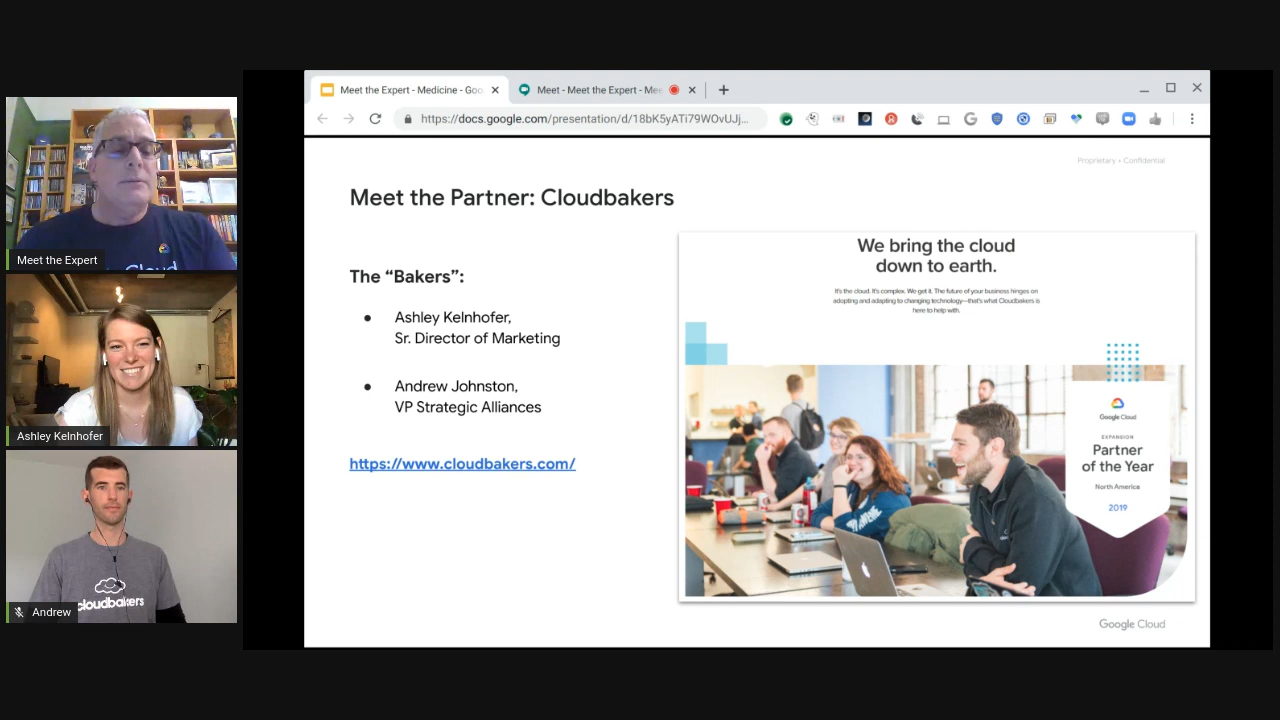 Meet the Expert - Medicine - Goo
Meet - Meet the Expert - Me
https://docs.google.com/presentation/d/18bK5yATi79WOvUJj...
Proprietary + Confidential
Meet the Partner: Cloudbakers
The “Bakers”:
● Ashley Kelnhofer,
Sr. Director of Marketing
● Andrew Johnston,
VP Strategic Alliances
https://www.cloudbakers.com/
We bring the cloud
down to earth.
It's the cloud. It's complex. We get it. The future of your business hinges on
adopting and adapting to changing technology—that's what Cloudbakers is
here to help with.
Google Cloud
EXPANSION
Partner
of the Year
North America
2019
Google Cloud
Cloud
Meet the Expert
Ashley Kelnhofer
cloudbakers
Andrew